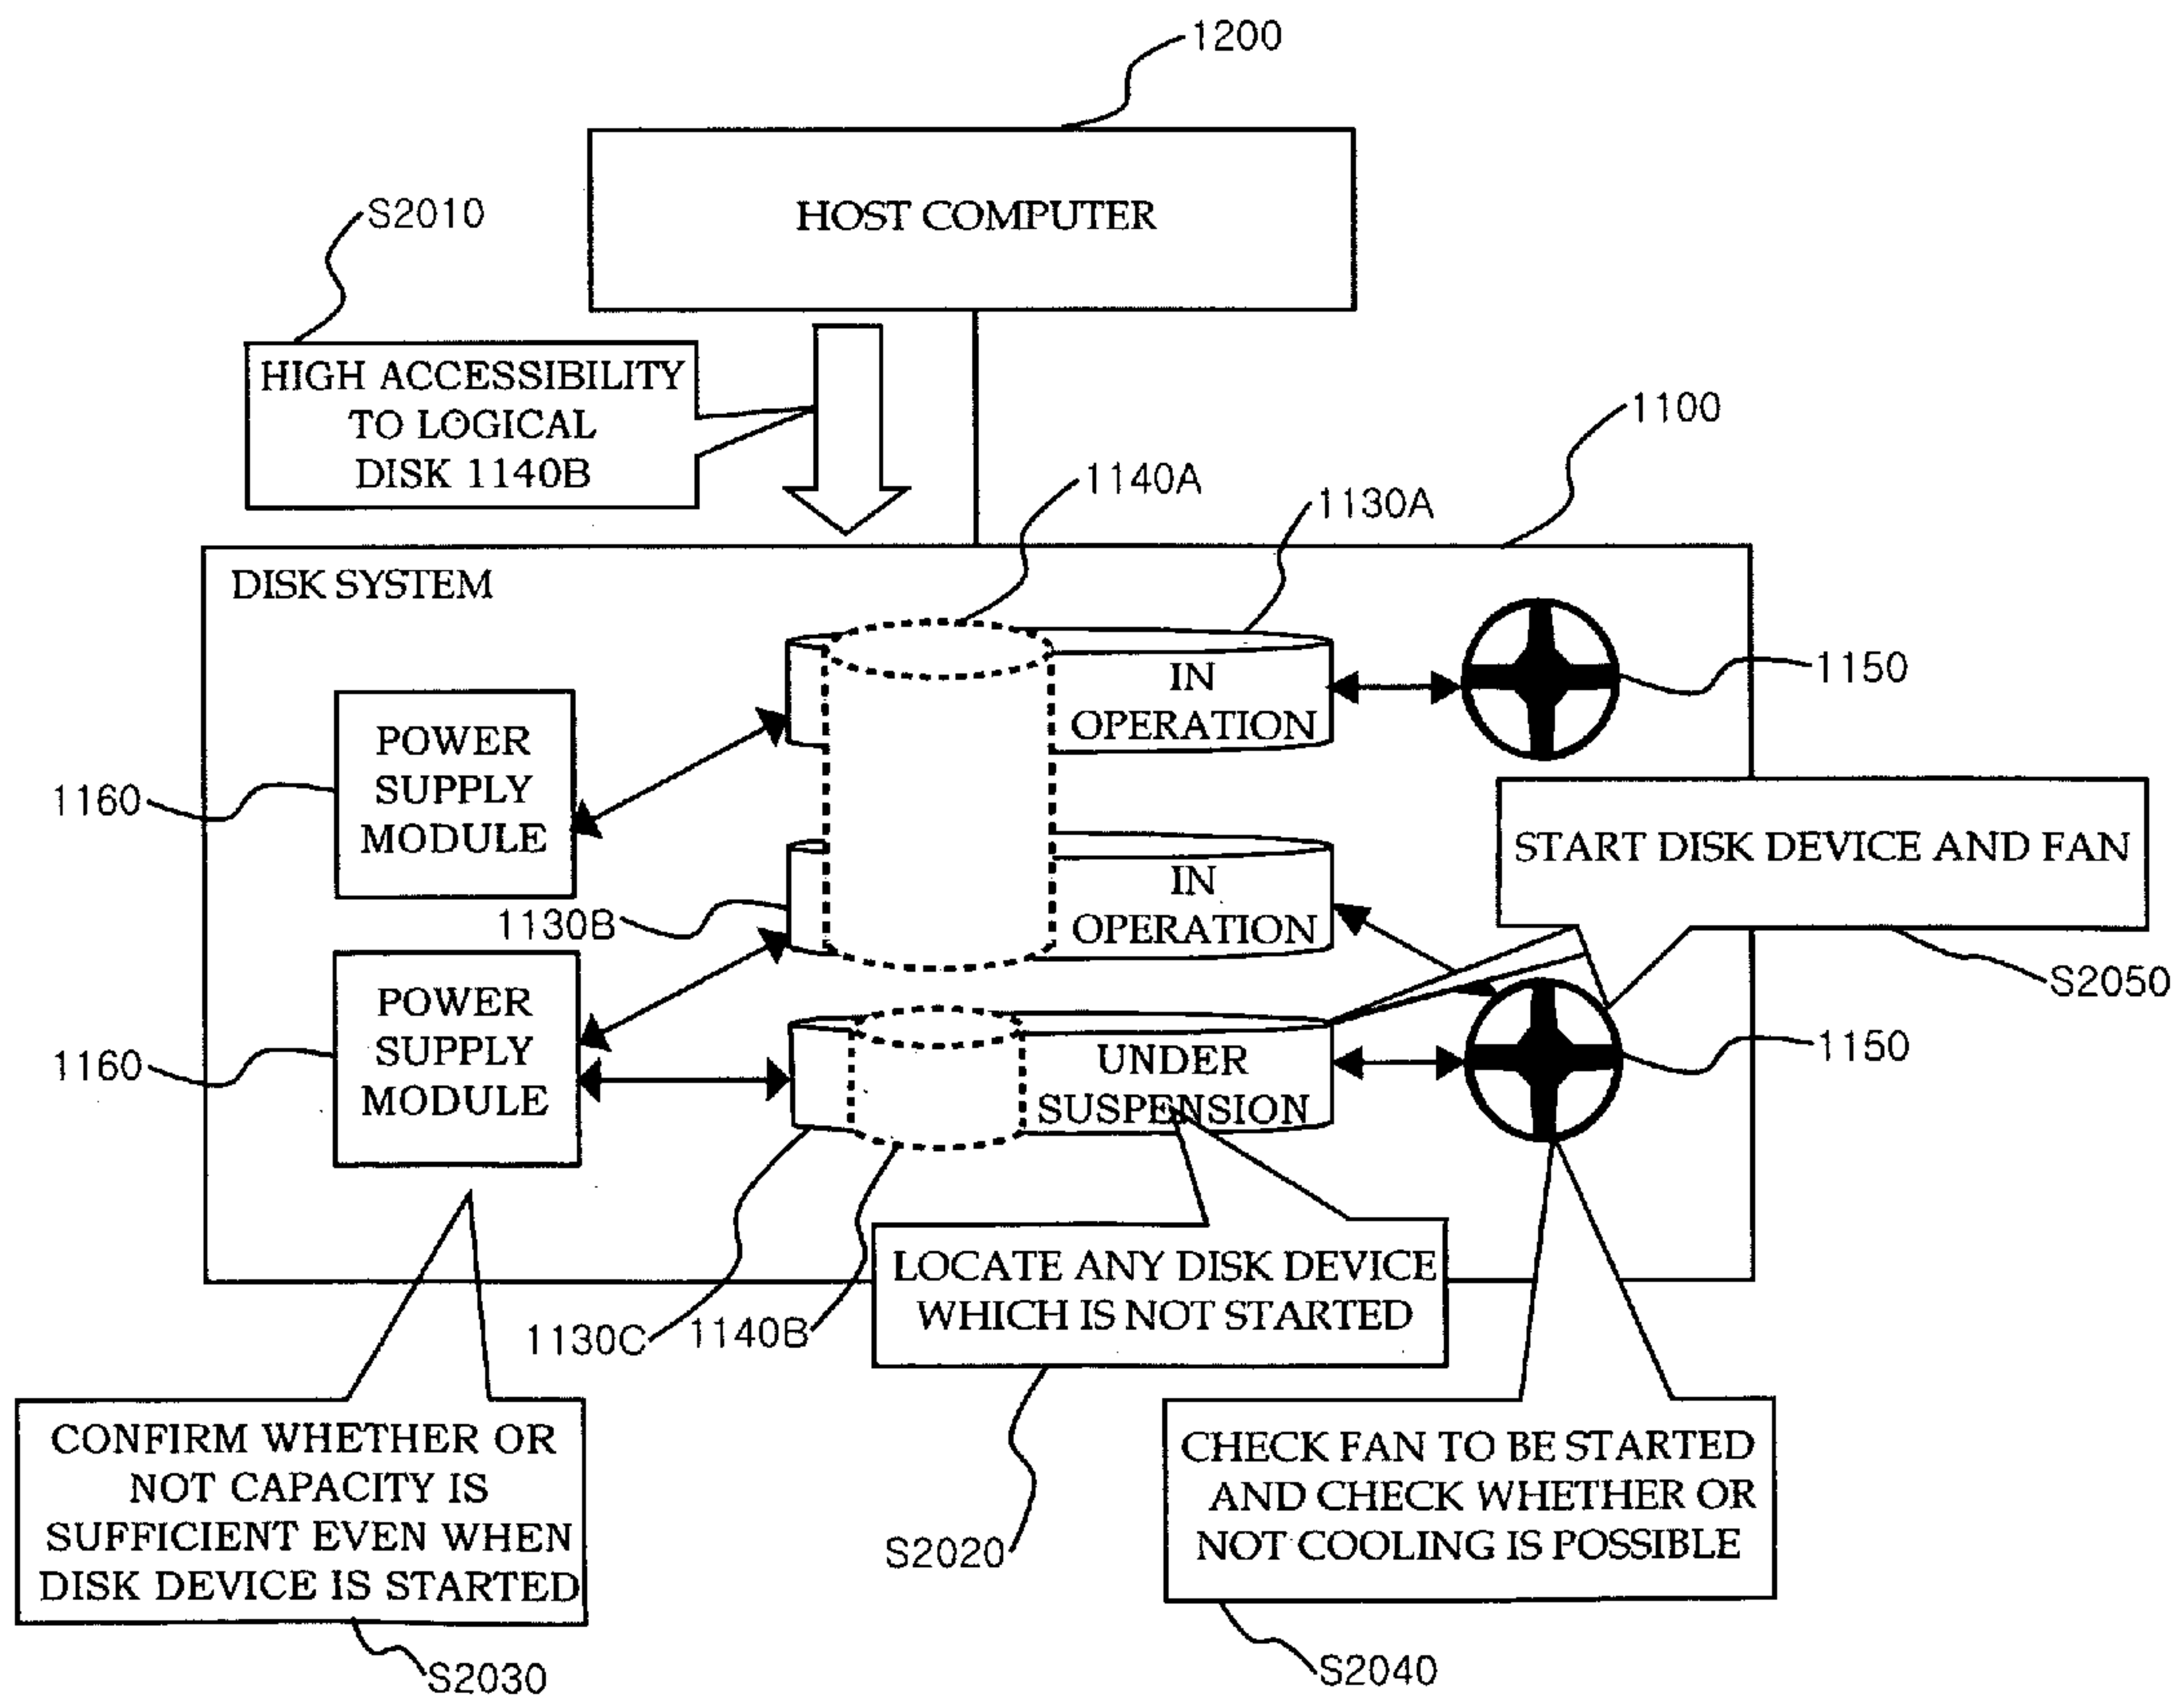 1200
HOST COMPUTER
S2010
HIGH ACCESSIBILITY
TO LOGICAL
DISK 1140B
1100
1140A
1130A
DISK SYSTEM
IN
OPERATION
1150
POWER
SUPPLY
MODULE
1160
START DISK DEVICE AND FAN
IN
OPERATION
1130B
S2050
POWER
SUPPLY
MODULE
1160
UNDER
SUSPENSION
1150
LOCATE ANY DISK DEVICE
WHICH IS NOT STARTED
1130C
1140B
CONFIRM WHETHER OR
NOT CAPACITY IS
SUFFICIENT EVEN WHEN
DISK DEVICE IS STARTED
S2020
CHECK FAN TO BE STARTED
AND CHECK WHETHER OR
NOT COOLING IS POSSIBLE
S2030
S2040